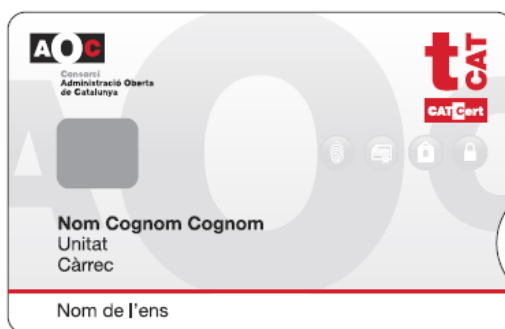 AOC
Consorci
Administració Oberta
de Catalunya
t CAT
CATCert
Nom Cognom Cognom
Unitat
Càrrec
Nom de l'ens